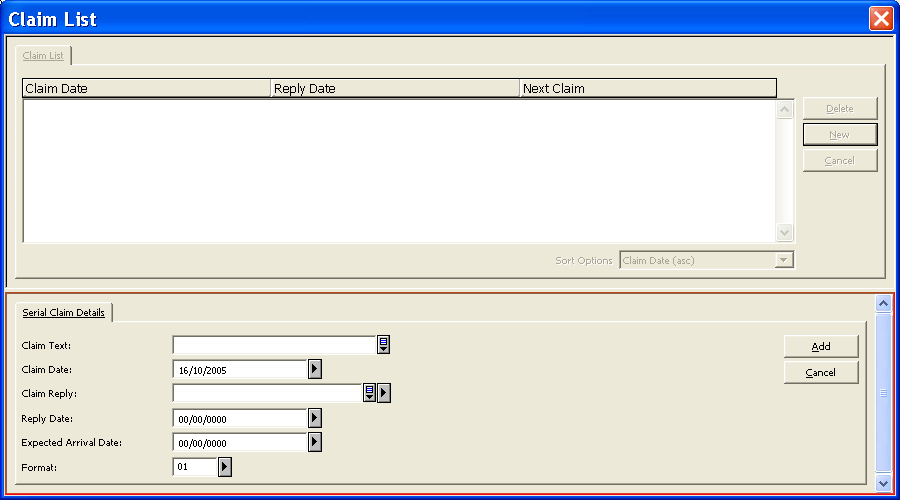 Claim List
Claim List
Claim Date Reply Date Next Claim
Delete
New
Cancel
Sort Options Claim Date (asc)
Serial Claim Details
Claim Text:
Add
Claim Date: 16/10/2005
Cancel
Claim Reply:
Reply Date: 00/00/0000
Expected Arrival Date: 00/00/0000
Format: 01